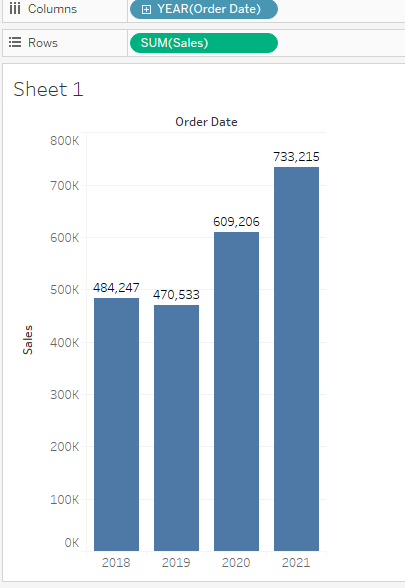 Columns YEAR(Order Date)
Rows SUM(Sales)
Sheet 1
Order Date
800K
733,215
700K
609,206
600K
500K
484,247
470,533
400K
Sales
300K
200K
100K
0K
2018 2019 2020 2021